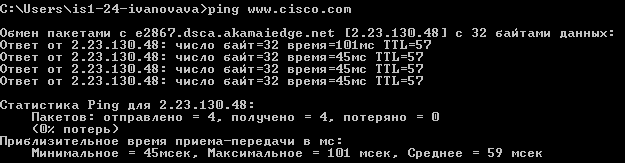 C:\Users\is1-24-ivanovava>ping www.cisco.com
Обмен пакетами с e2867.dsca.akamaiedge.net [2.23.130.48] с 32 байтами данных:
Ответ от 2.23.130.48: число байт=32 время=101мс TTL=57
Ответ от 2.23.130.48: число байт=32 время=45мс TTL=57
Ответ от 2.23.130.48: число байт=32 время=45мс TTL=57
Ответ от 2.23.130.48: число байт=32 время=45мс TTL=57
Статистика Ping для 2.23.130.48:
Пакетов: отправлено = 4, получено = 4, потеряно = 0
(0% потерь)
Приблизительное время приема-передачи в мс:
Минимальное = 45мсек, Максимальное = 101 мсек, Среднее = 59 мсек